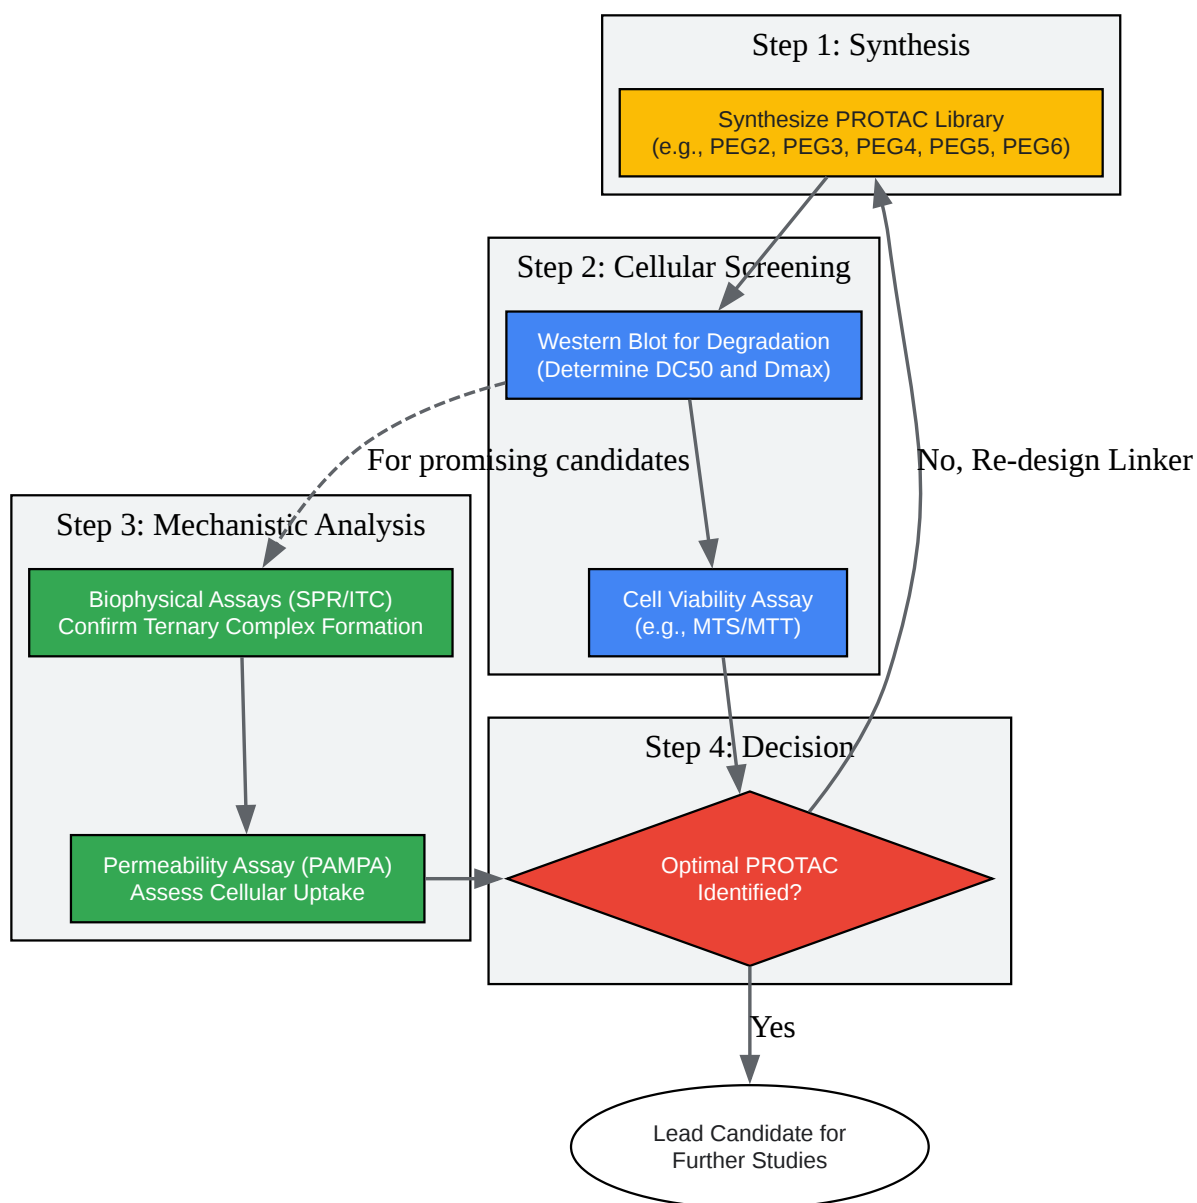 Step 1: Synthesis
Synthesize PROTAC Library
(e.g., PEG2, PEG3, PEG4, PEG5, PEG6)
Step 2: Cellular Screening
Western Blot for Degradation
(Determine DC50 and Dmax)
For promising candidates
No, Re-design Linker
Step 3: Mechanistic Analysis
Biophysical Assays (SPR/ITC)
Confirm Ternary Complex Formation
Cell Viability Assay
(e.g., MTS/MTT)
Step 4: Decision
Permeability Assay (PAMPA)
Assess Cellular Uptake
Optimal PROTAC
Identified?
Yes
Lead Candidate for
Further Studies